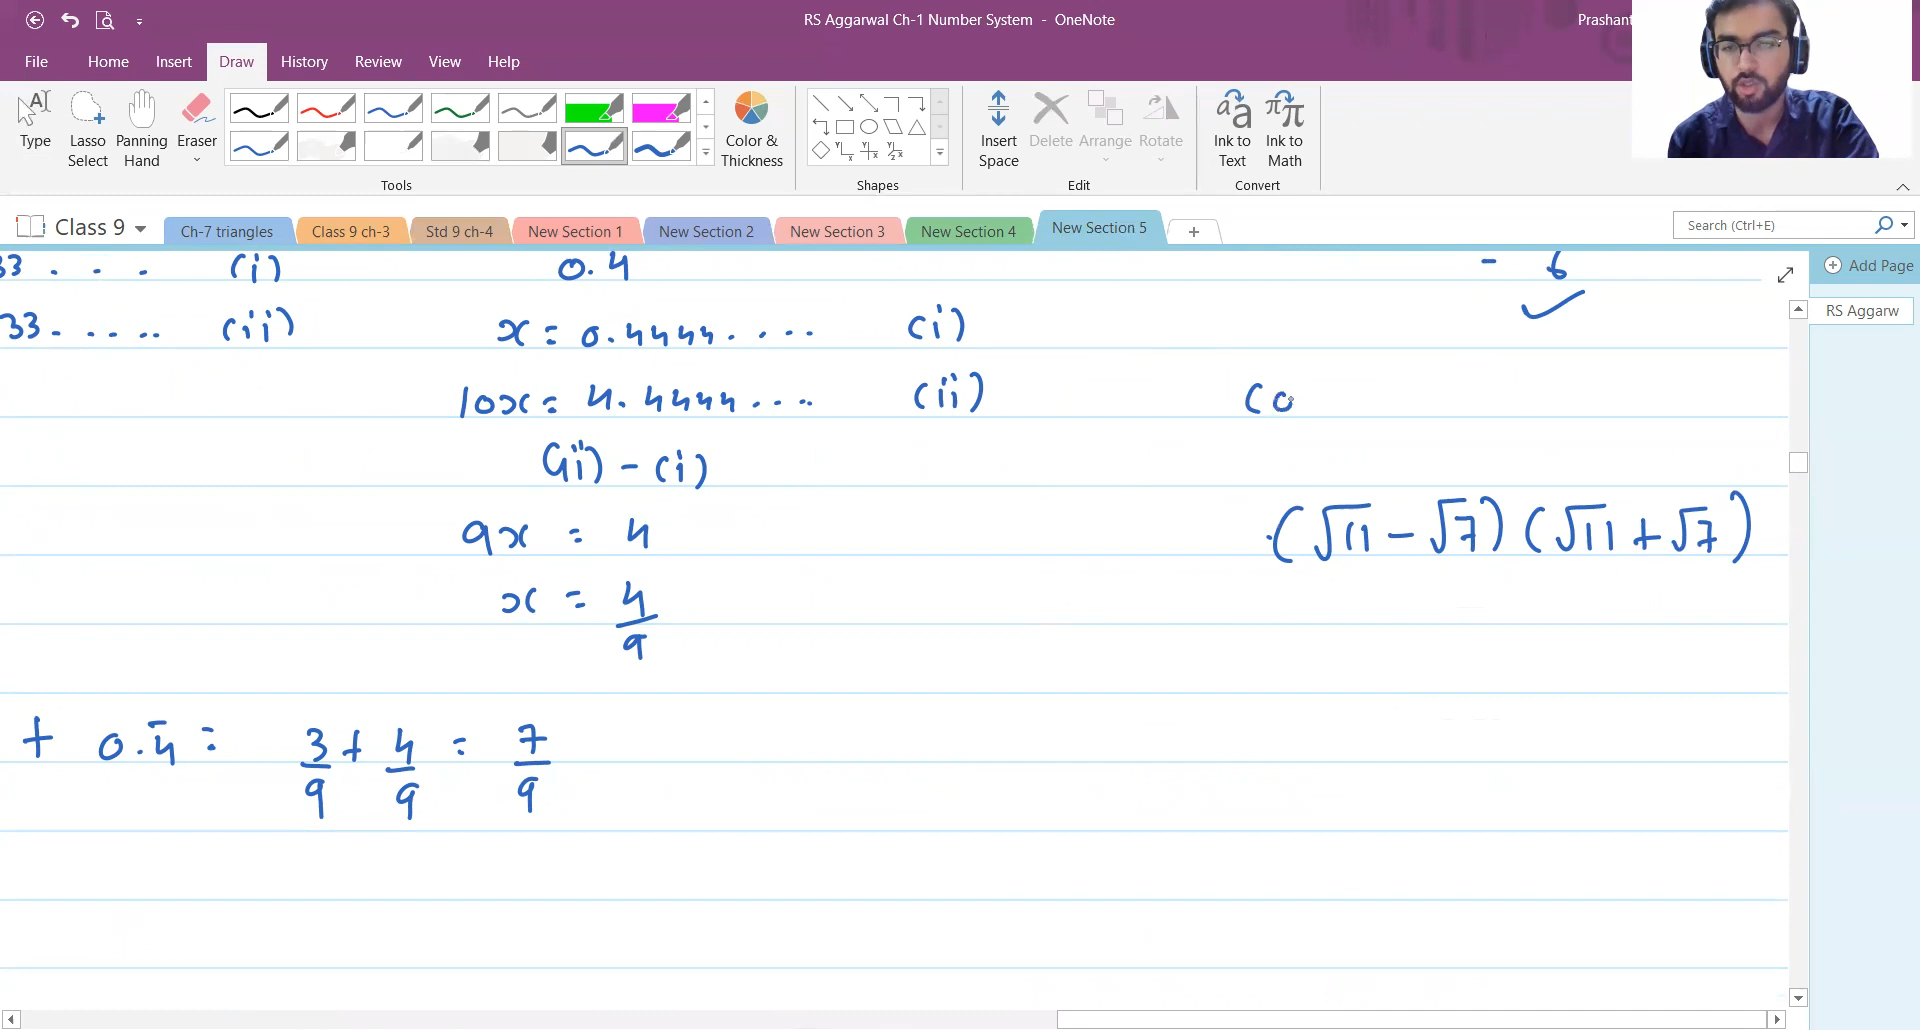 RS Aggarwal Ch-1 Number System - OneNote
Prashant
File Home Insert Draw History Review View Help
Type
Lasso Select
Panning Hand
Eraser
Color & Thickness
Insert Space
Delete
Arrange
Rotate
Ink to Text
Ink to Math
Tools
Shapes
Edit
Convert
Class 9
Ch-7 triangles
Class 9 ch-3
Std 9 ch-4
New Section 1
New Section 2
New Section 3
New Section 4
New Section 5
+
Search (Ctrl+E)
Add Page
RS Aggarw
33 . . . (i)
33 . . . . . (ii)
0.4
x = 0.4444 . . . . (i)
10x = 4.4444 . . . (ii)
(ii) - (i)
9x = 4
x = 4/9
+ 0.4̄ = 3/9 + 4/9 = 7/9
- 6
(c
(√11 - √7) (√11 + √7)